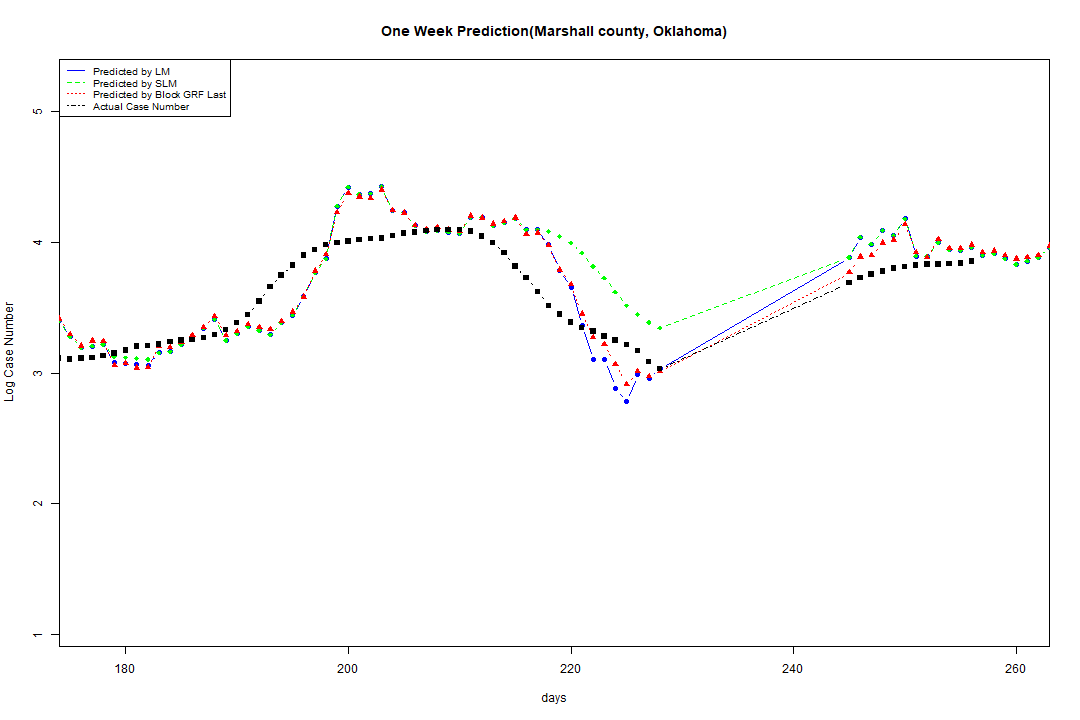 One Week Prediction(Marshall county, Oklahoma)
Predicted by LM
Predicted by SLM
Predicted by Block GRF Last
Actual Case Number
5
4
3
2
1
Log Case Number
180 200 220 240 260
days